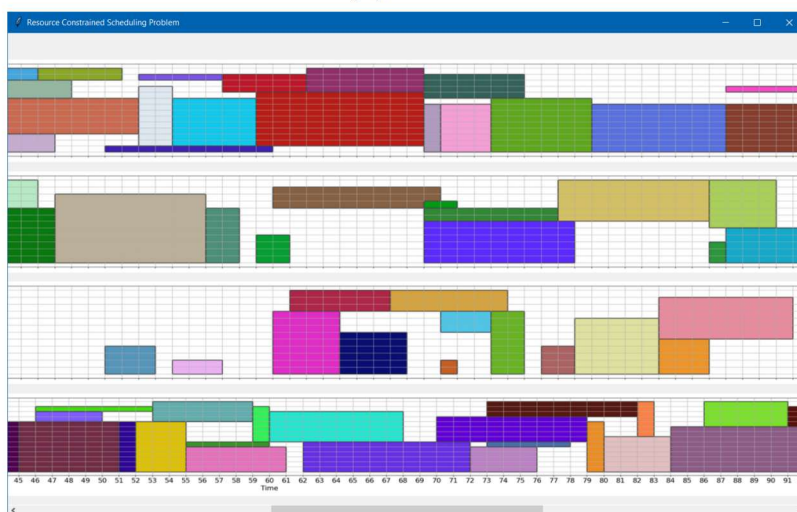 Resource Constrained Scheduling Problem
45 46 47 48 49 50 51 52 53 54 55 56 57 58 59 60 61 62 63 64 65 66 67 68 69 70 71 72 73 74 75 76 77 78 79 80 81 82 83 84 85 86 87 88 89 90 91
Time